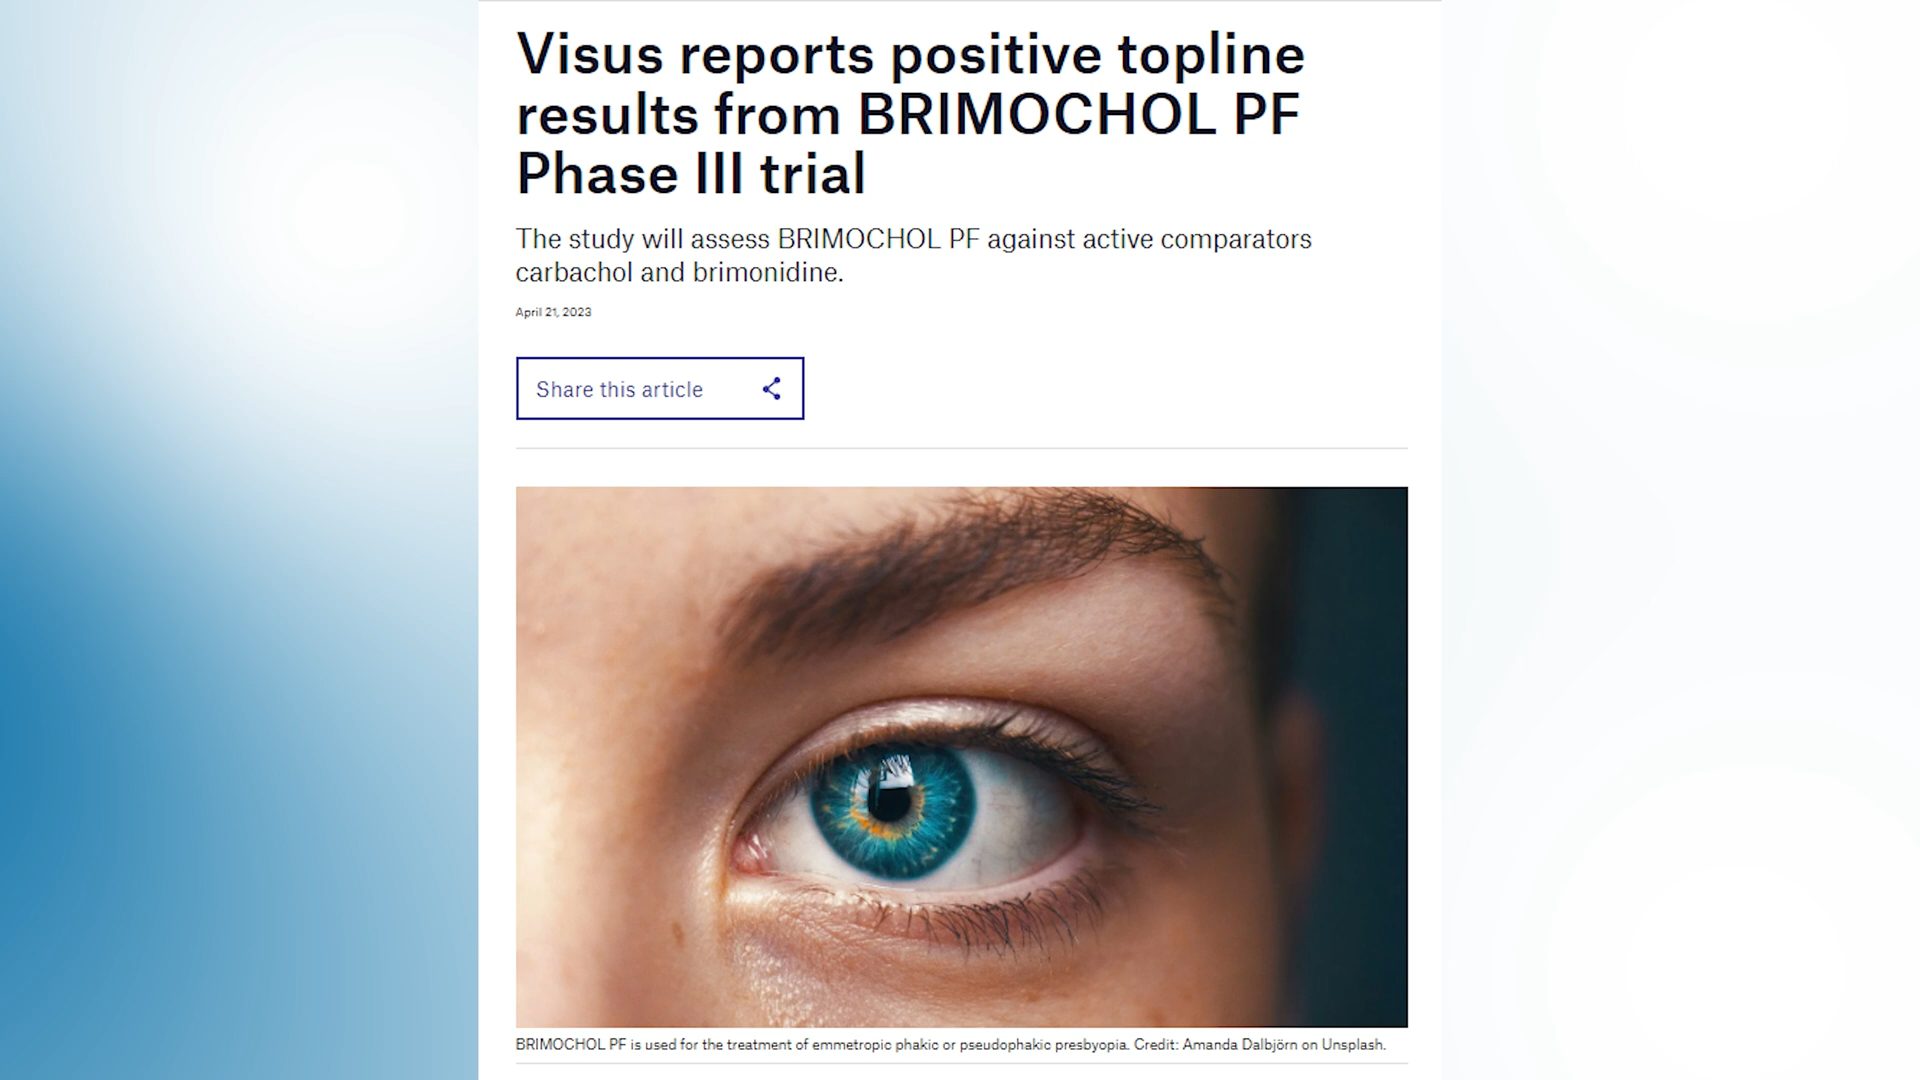 Visus reports positive topline
results from BRIMOCHOL PF
Phase III trial
The study will assess BRIMOCHOL PF against active comparators
carbachol and brimonidine.
April 21, 2023
Share this article
BRIMOCHOL PF is used for the treatment of emmetropic phakic or pseudophakic presbyopia. Credit: Amanda Dalbjörn on Unsplash.